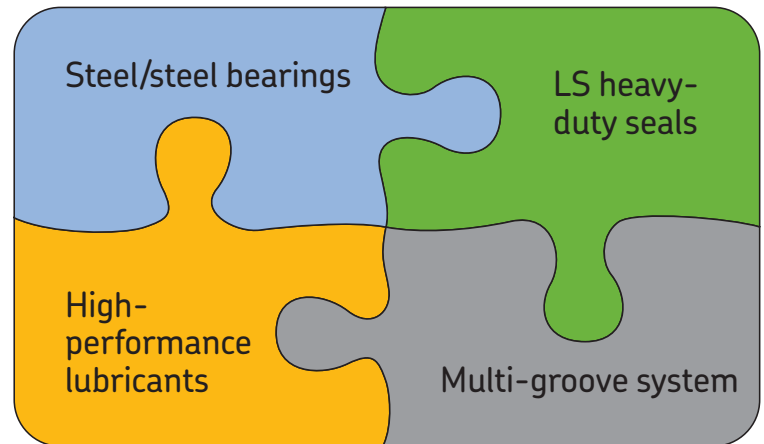 Steel/steel bearings
LS heavy-
duty seals
High-
performance
lubricants
Multi-groove system